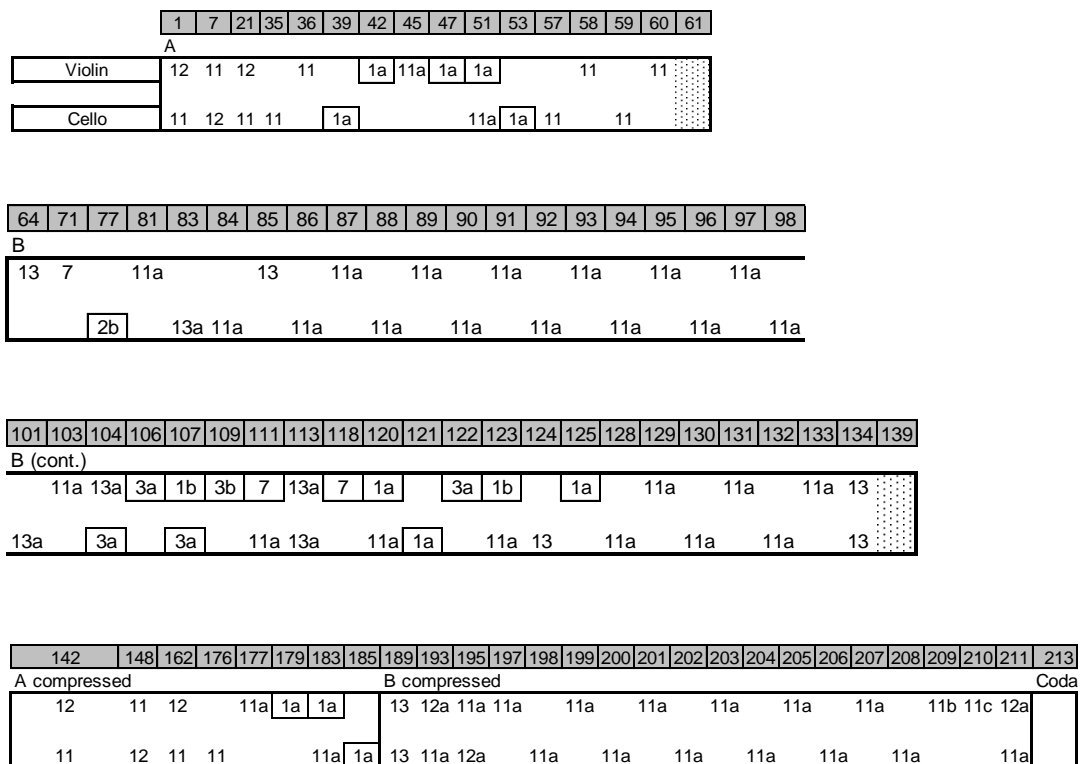 1 7 21 35 36 39 42 45 47 51 53 57 58 59 60 61
A
Violin 12 11 12 11 1a 11a 1a 1a 11 11
Cello 11 12 11 11 1a 11a 1a 11 11
64 71 77 81 83 84 85 86 87 88 89 90 91 92 93 94 95 96 97 98
B
13 7 11a 13 11a 11a 11a 11a 11a 11a
2b 13a 11a 11a 11a 11a 11a 11a 11a 11a
101 103 104 106 107 109 111 113 118 120 121 122 123 124 125 128 129 130 131 132 133 134 139
B (cont.)
11a 13a 3a 1b 3b 7 13a 7 1a 3a 1b 1a 11a 11a 11a 13
13a 3a 3a 11a 13a 11a 1a 11a 13 11a 11a 11a 13
142 148 162 176 177 179 183 185 189 193 195 197 198 199 200 201 202 203 204 205 206 207 208 209 210 211 213
A compressed B compressed Coda
12 11 12 11a 1a 1a 13 12a 11a 11a 11a 11a 11a 11a 11a 11b 11c 12a
11 12 11 11 11a 1a 13 11a 12a 11a 11a 11a 11a 11a 11a 11a